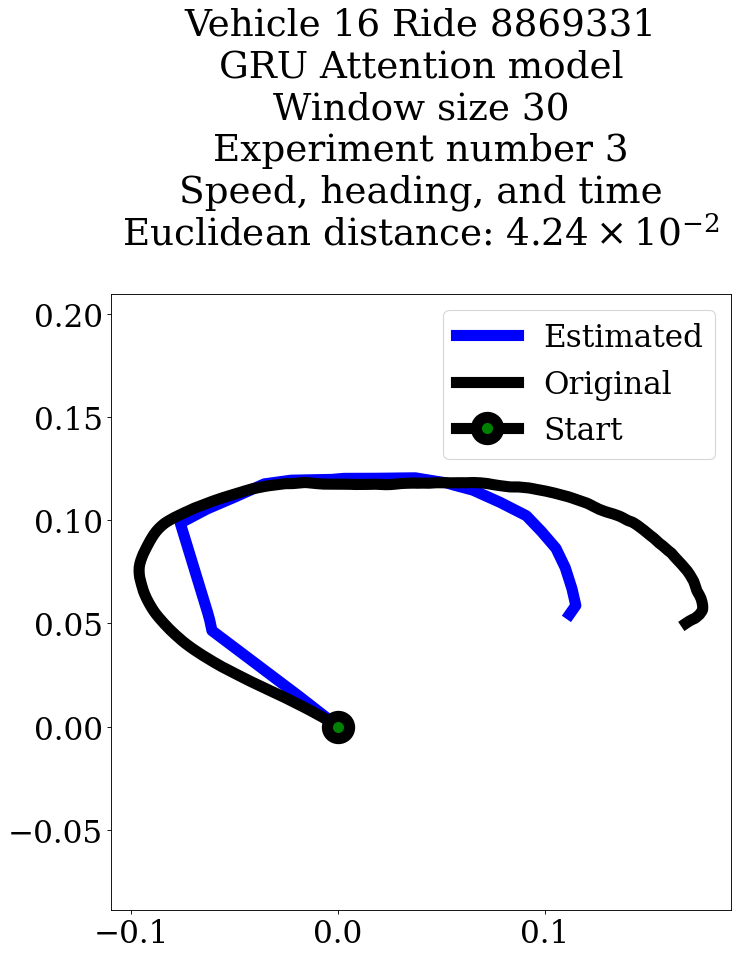 Vehicle 16 Ride 8869331
GRU Attention model
Window size 30
Experiment number 3
Speed, heading, and time
Euclidean distance: 4.24 × 10⁻²
Estimated
Original
Start
0.20
0.15
0.10
0.05
0.00
−0.05
−0.1
0.0
0.1